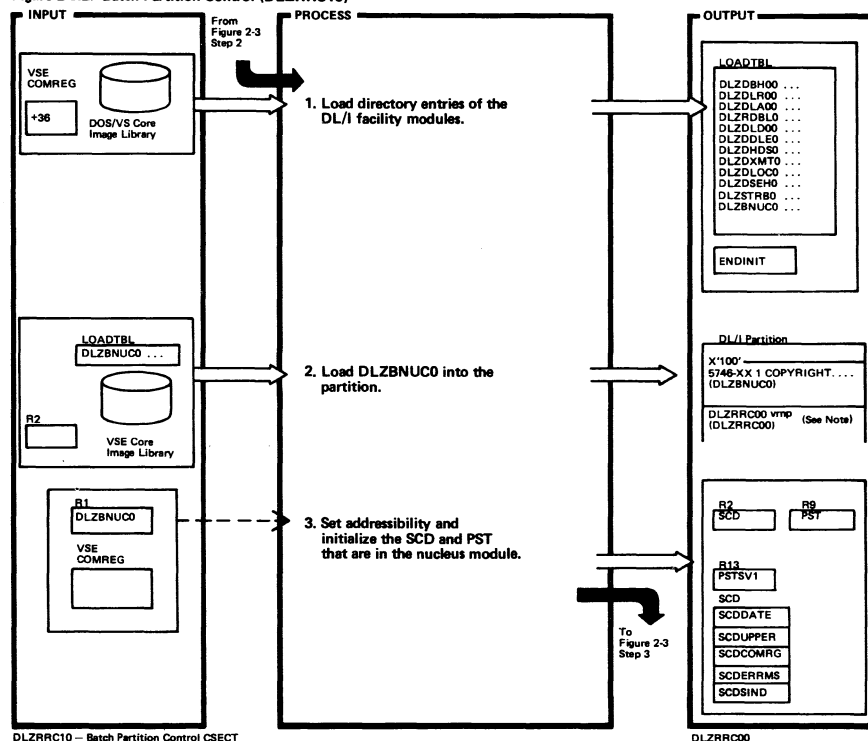 INPUT
VSE
COMREG
+36
DOS/VS Core
Image Library
LOADTBL
DLZBNUC0 ...
R2
VSE Core
Image Library
R1
DLZBNUC0
VSE
COMREG
From
Figure 2-3
Step 2
PROCESS
1. Load directory entries of the
DL/I facility modules.
2. Load DLZBNUC0 into the
partition.
3. Set addressibility and
initialize the SCD and PST
that are in the nucleus module.
To
Figure 2-3
Step 3
OUTPUT
LOADTBL
DLZDBH00 ...
DLZDLR00 ...
DLZDLA00 ...
DLZRDBL0 ...
DLZDLD00 ...
DLZDDLE0 ...
DLZDHDS0 ...
DLZDXMT0 ...
DLZDLOC0 ...
DLZDSEH0 ...
DLZSTRB0 ...
DLZBNUC0 ...
ENDINIT
DL/I Partition
X'100'
5746-XX 1 COPYRIGHT....
(DLZBNUC0)
DLZRRC00 vrmp
(DLZRRC00)
(See Note)
R2
SCD
R9
PST
R13
PSTSV1
SCD
SCDDATE
SCDUPPER
SCDCOMRG
SCDERRMS
SCDSIND
DLZRRC10 — Batch Partition Control CSECT
DLZRRC00